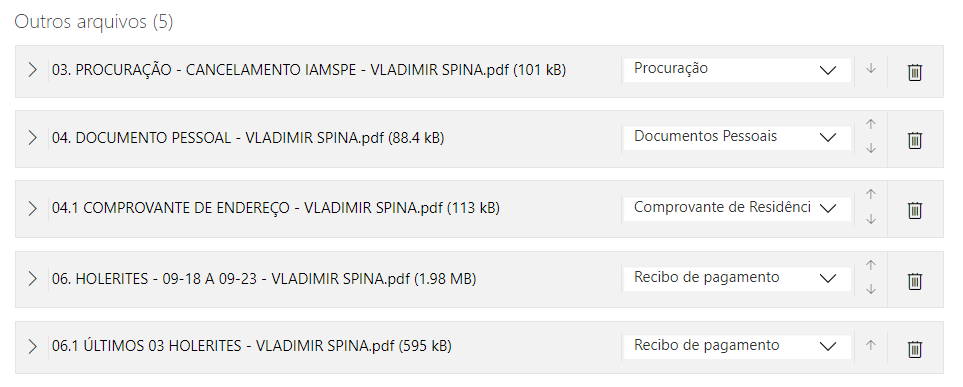 Outros arquivos (5)
03. PROCURAÇÃO - CANCELAMENTO IAMSPE - VLADIMIR SPINA.pdf (101 kB) Procuração
04. DOCUMENTO PESSOAL - VLADIMIR SPINA.pdf (88.4 kB) Documentos Pessoais
04.1 COMPROVANTE DE ENDEREÇO - VLADIMIR SPINA.pdf (113 kB) Comprovante de Residênci
06. HOLERITES - 09-18 A 09-23 - VLADIMIR SPINA.pdf (1.98 MB) Recibo de pagamento
06.1 ÚLTIMOS 03 HOLERITES - VLADIMIR SPINA.pdf (595 kB) Recibo de pagamento